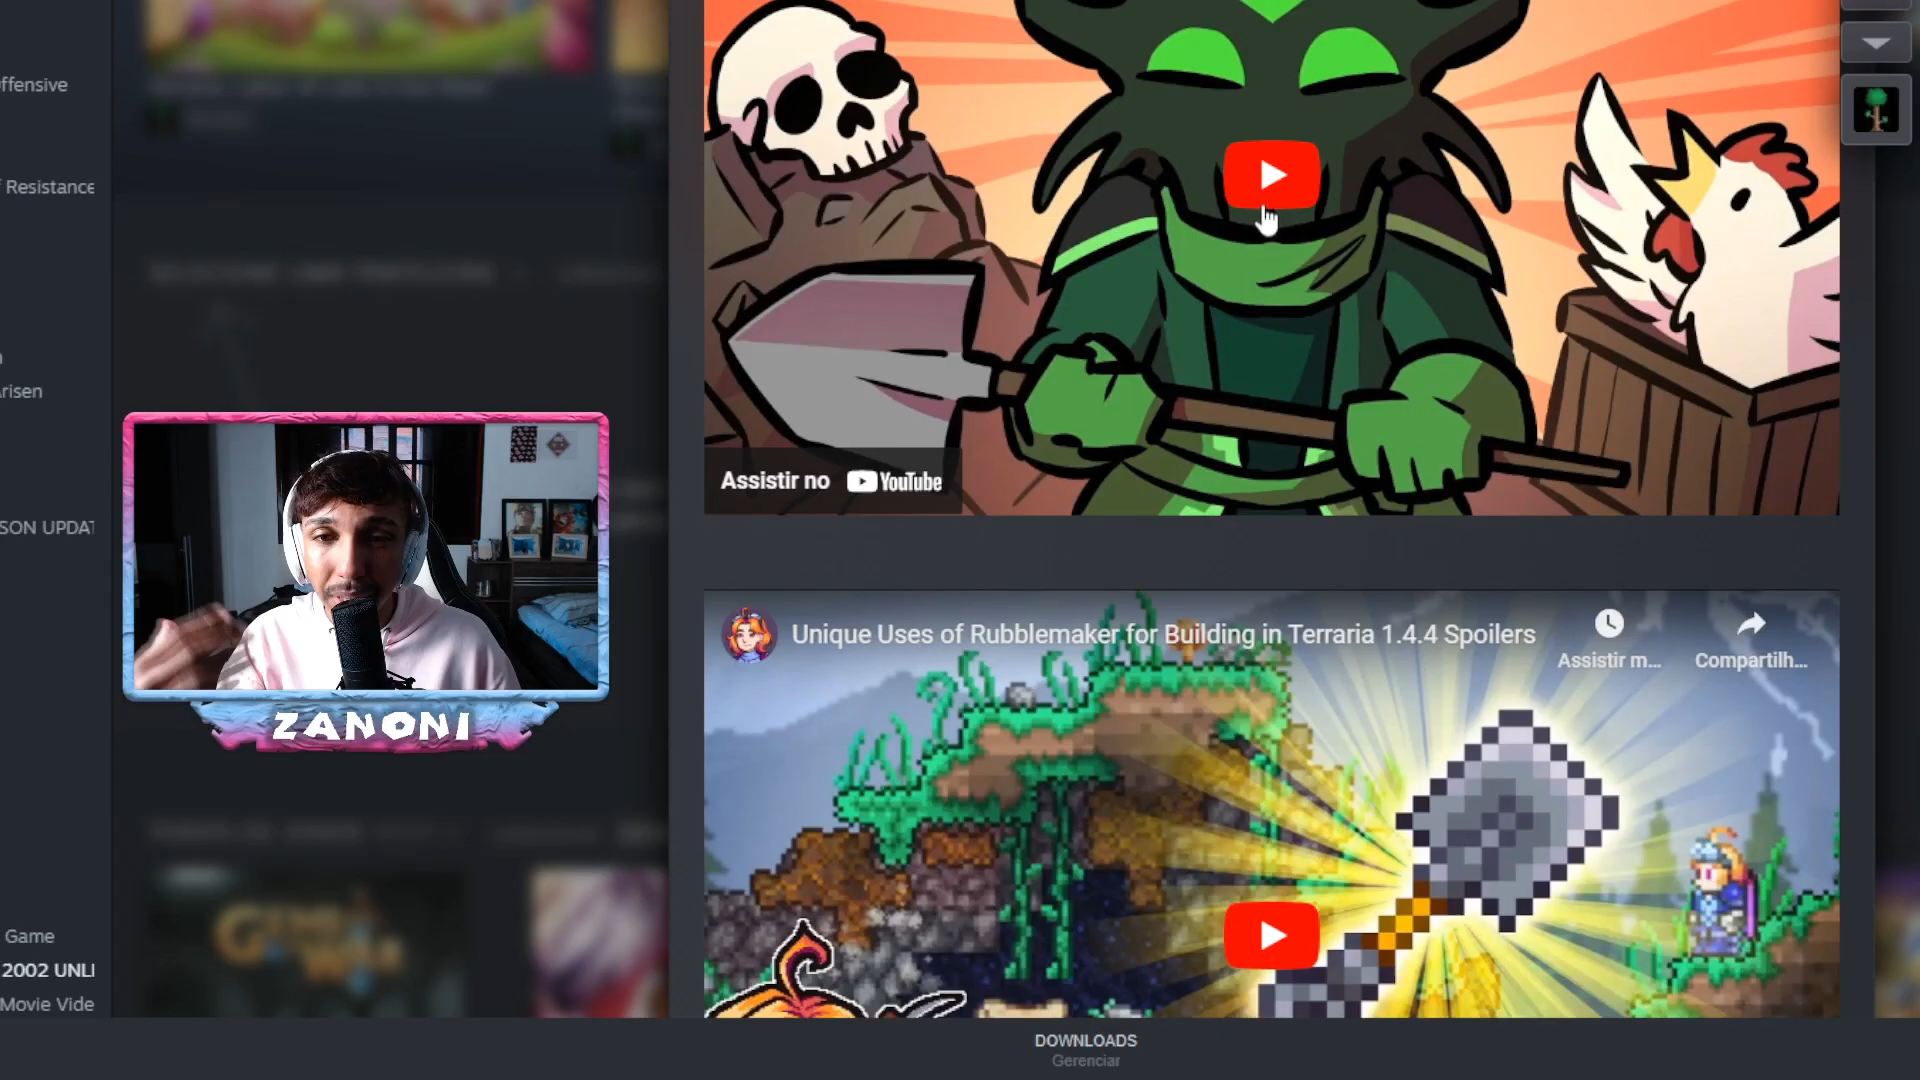 ffensive
Resistance
risen
SON UPDAT
Game
2002 UNLI
Movie Vide
ZANONI
Assistir no YouTube
Unique Uses of Rubblemaker for Building in Terraria 1.4.4 Spoilers
Assistir m...
Compartilh...
DOWNLOADS
Gerenciar